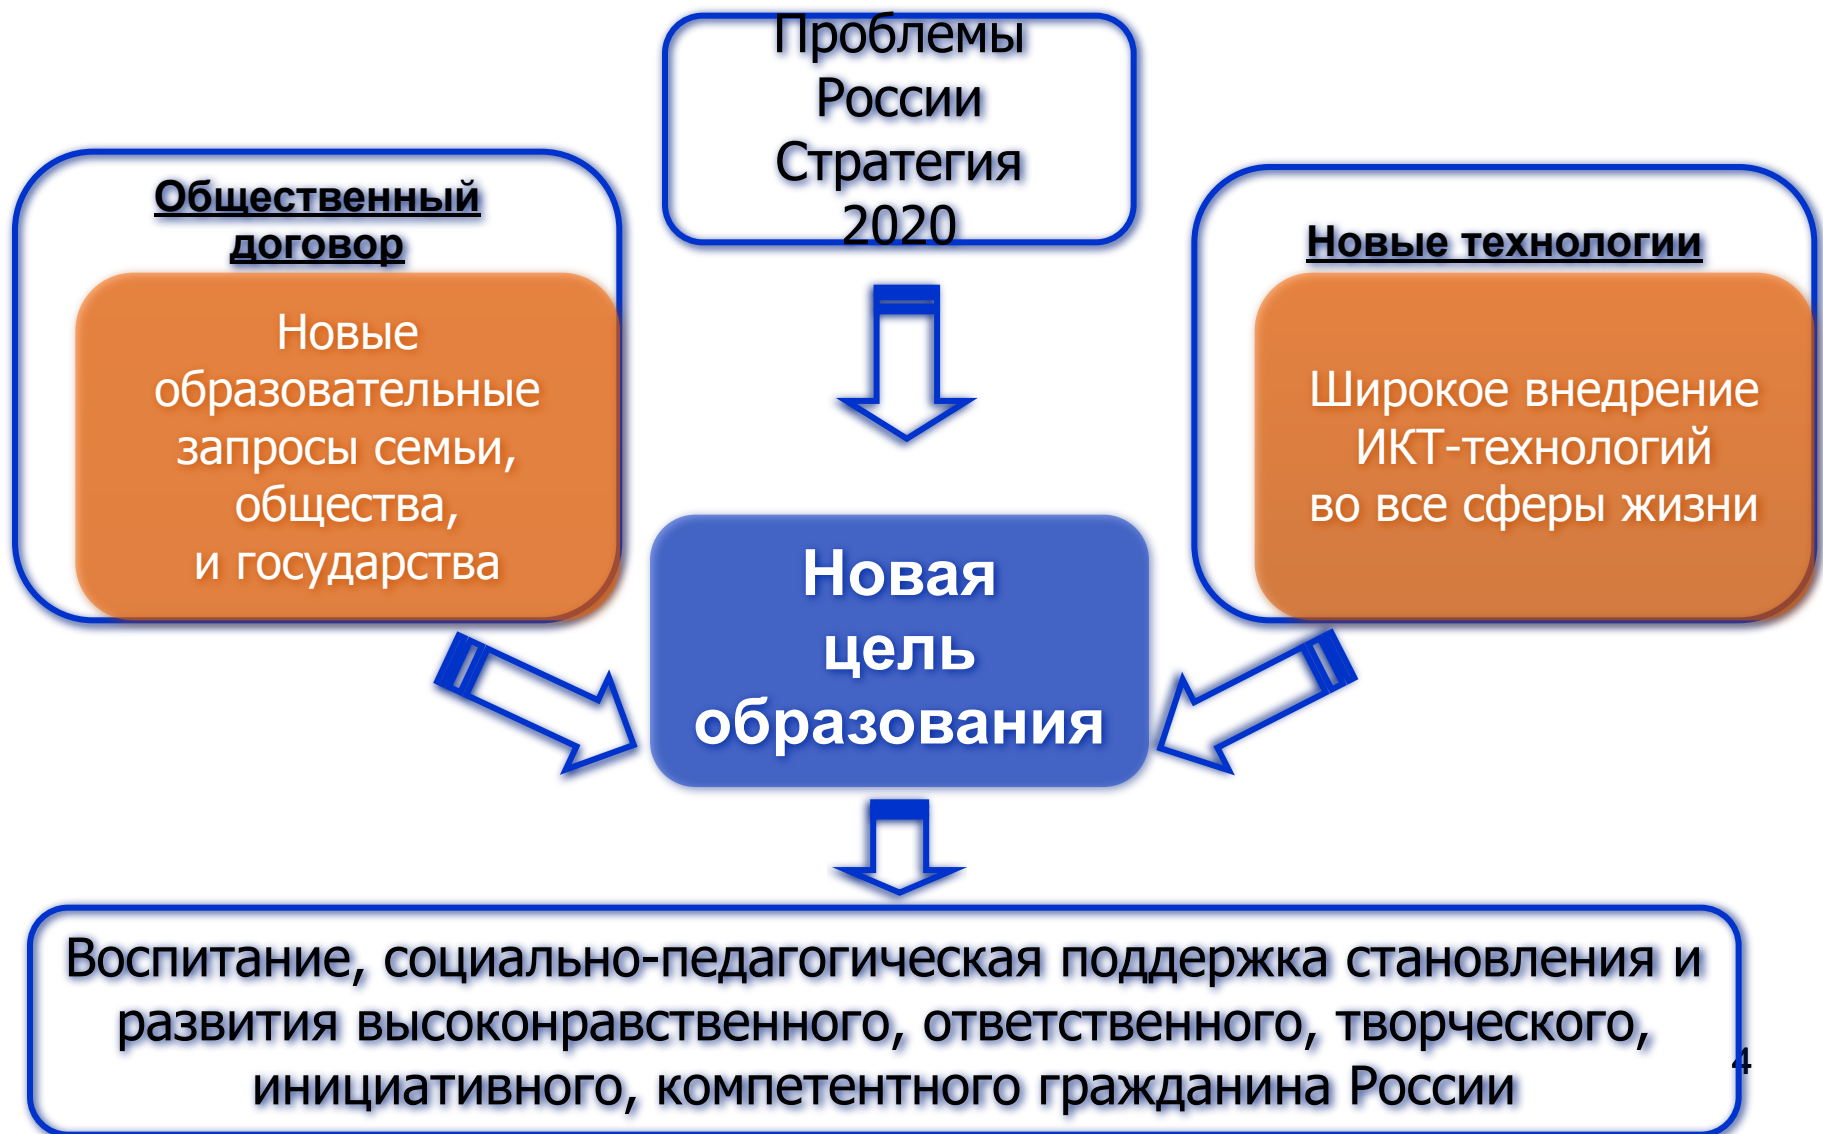 Проблемы
России
Стратегия
2020
Общественный
договор
Новые
образовательные
запросы семьи,
общества,
и государства
Новые технологии
Широкое внедрение
ИКТ-технологий
во все сферы жизни
Новая
цель
образования
Воспитание, социально-педагогическая поддержка становления и
развития высоконравственного, ответственного, творческого,
инициативного, компетентного гражданина России
4